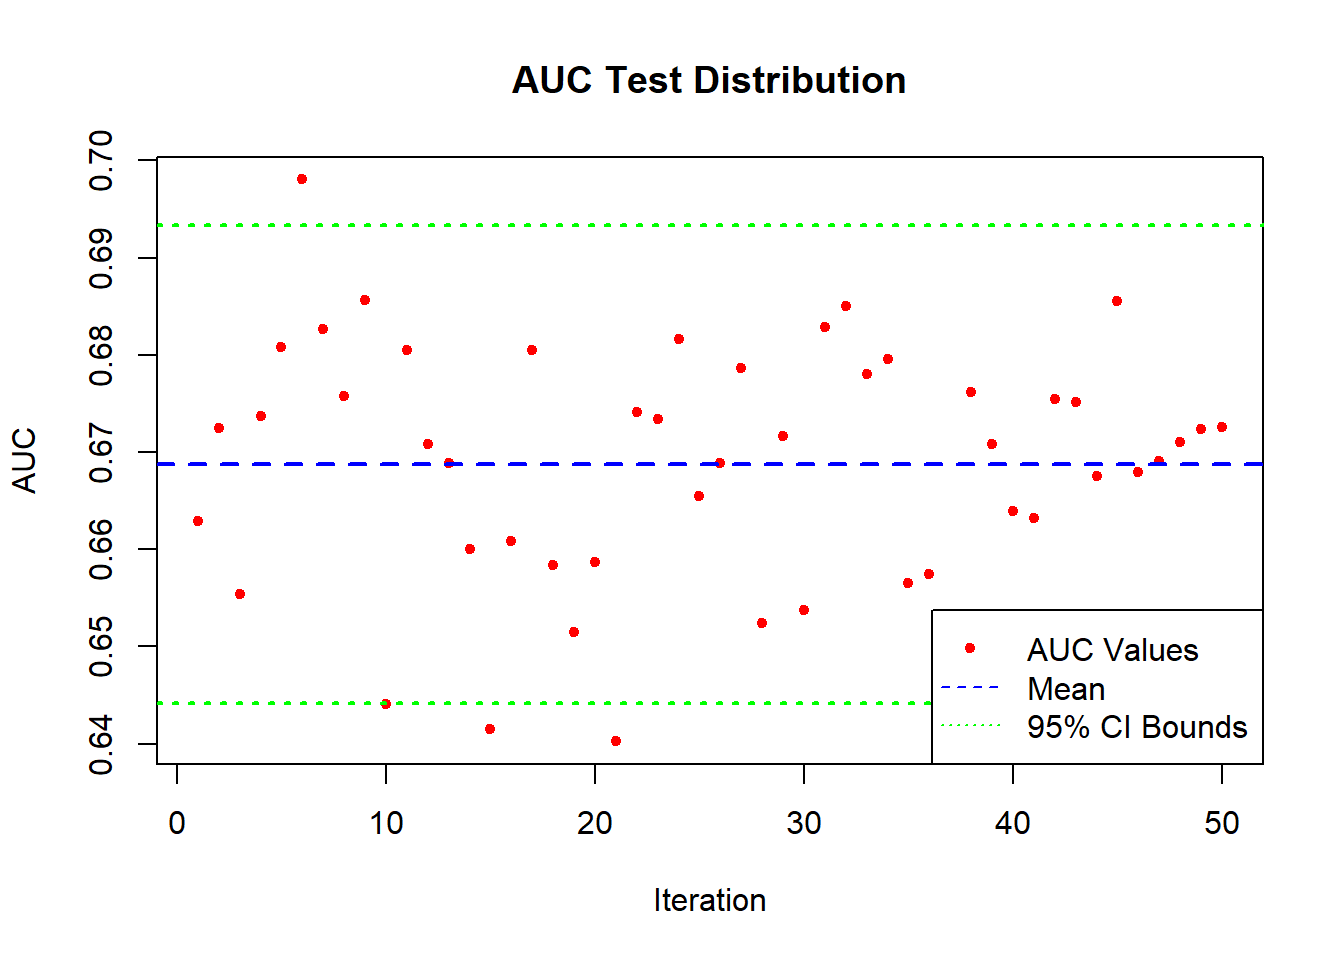 AUC Test Distribution
0.70
0.69
0.68
0.67
0.66
0.65
0.64
AUC
AUC Values
Mean
95% CI Bounds
0 10 20 30 40 50
Iteration